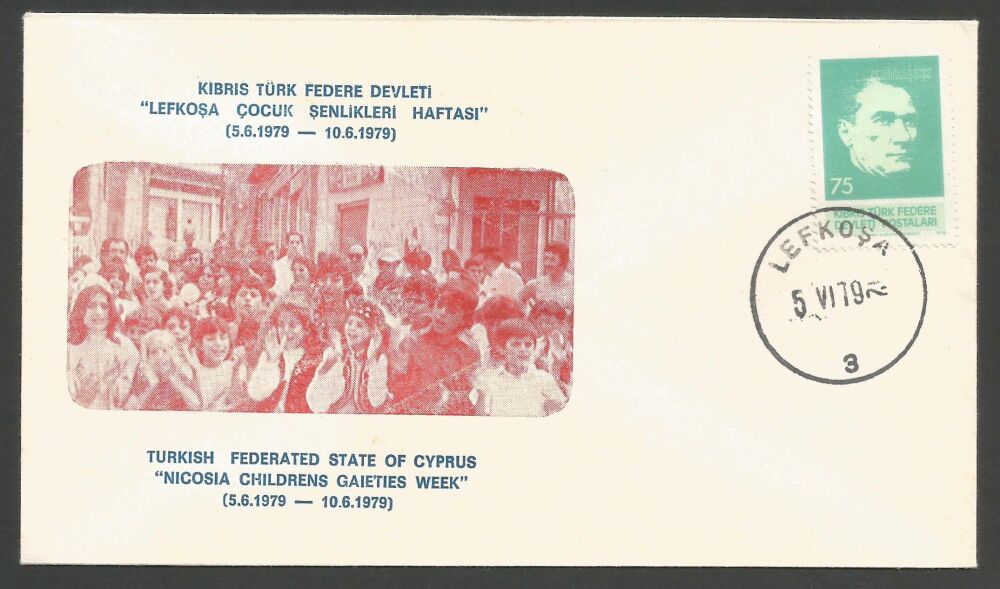 KIBRIS TÜRK FEDERE DEVLETİ
“LEFKOŞA ÇOCUK ŞENLİKLERİ HAFTASI”
(5.6.1979 — 10.6.1979)
TURKISH FEDERATED STATE OF CYPRUS
“NICOSIA CHILDRENS GAIETIES WEEK”
(5.6.1979 — 10.6.1979)
75
KIBRIS TÜRK FEDERE
DEVLETİ POSTALARI
LEFKOŞA
5 VI 79
3